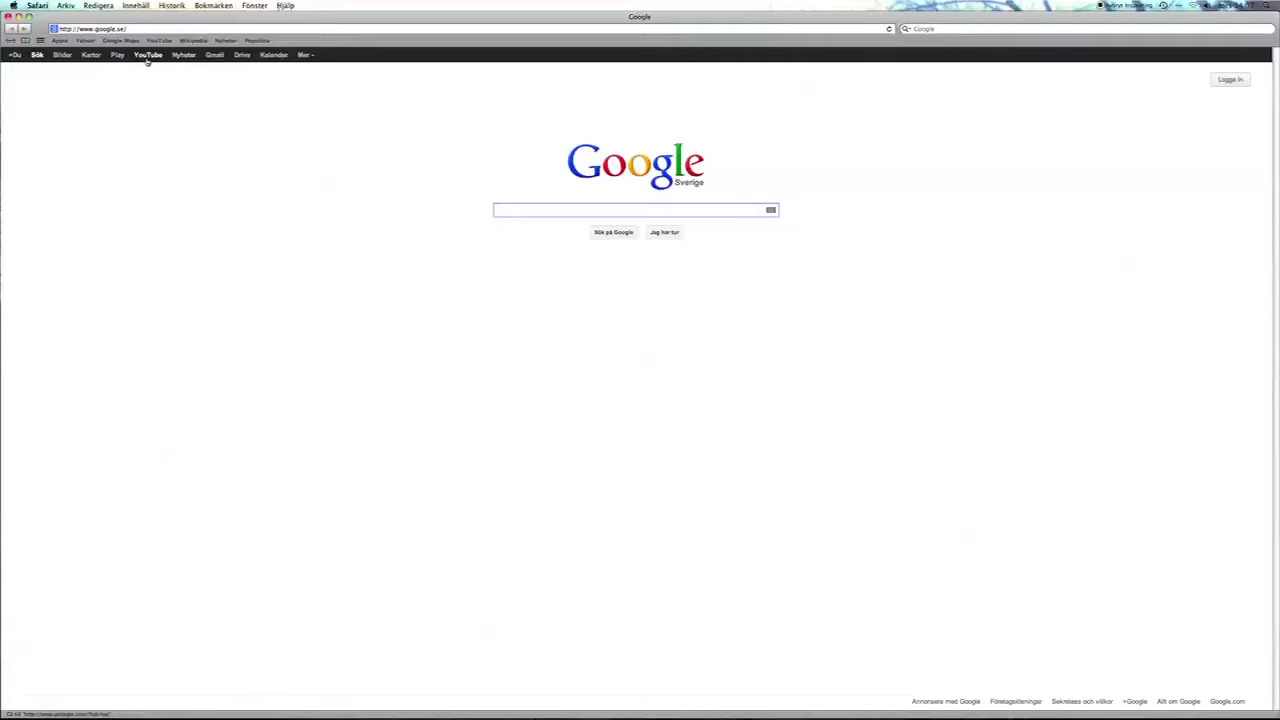 Safari Arkiv Redigera Innehåll Historik Bokmärken Fönster Hjälp
Google
http://www.google.se/
Google
Apple Yahoo! Google Maps YouTube Wikipedia Nyheter Populära
+Du Sök Bilder Kartor Play YouTube Nyheter Gmail Drive Kalender Mer
Logga in
Google
Sverige
Sök på Google Jag har tur
Annonsera med Google Företagslösningar Sekretess och villkor +Google Allt om Google Google.com